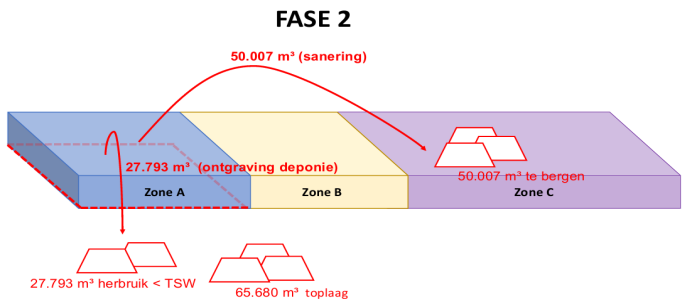 FASE 2
50.007 m³ (sanering)
27.793 m³ (ontgraving deponie)
50.007 m³ te bergen
Zone A
Zone B
Zone C
27.793 m³ herbruik < TSW
65.680 m³ toplaag